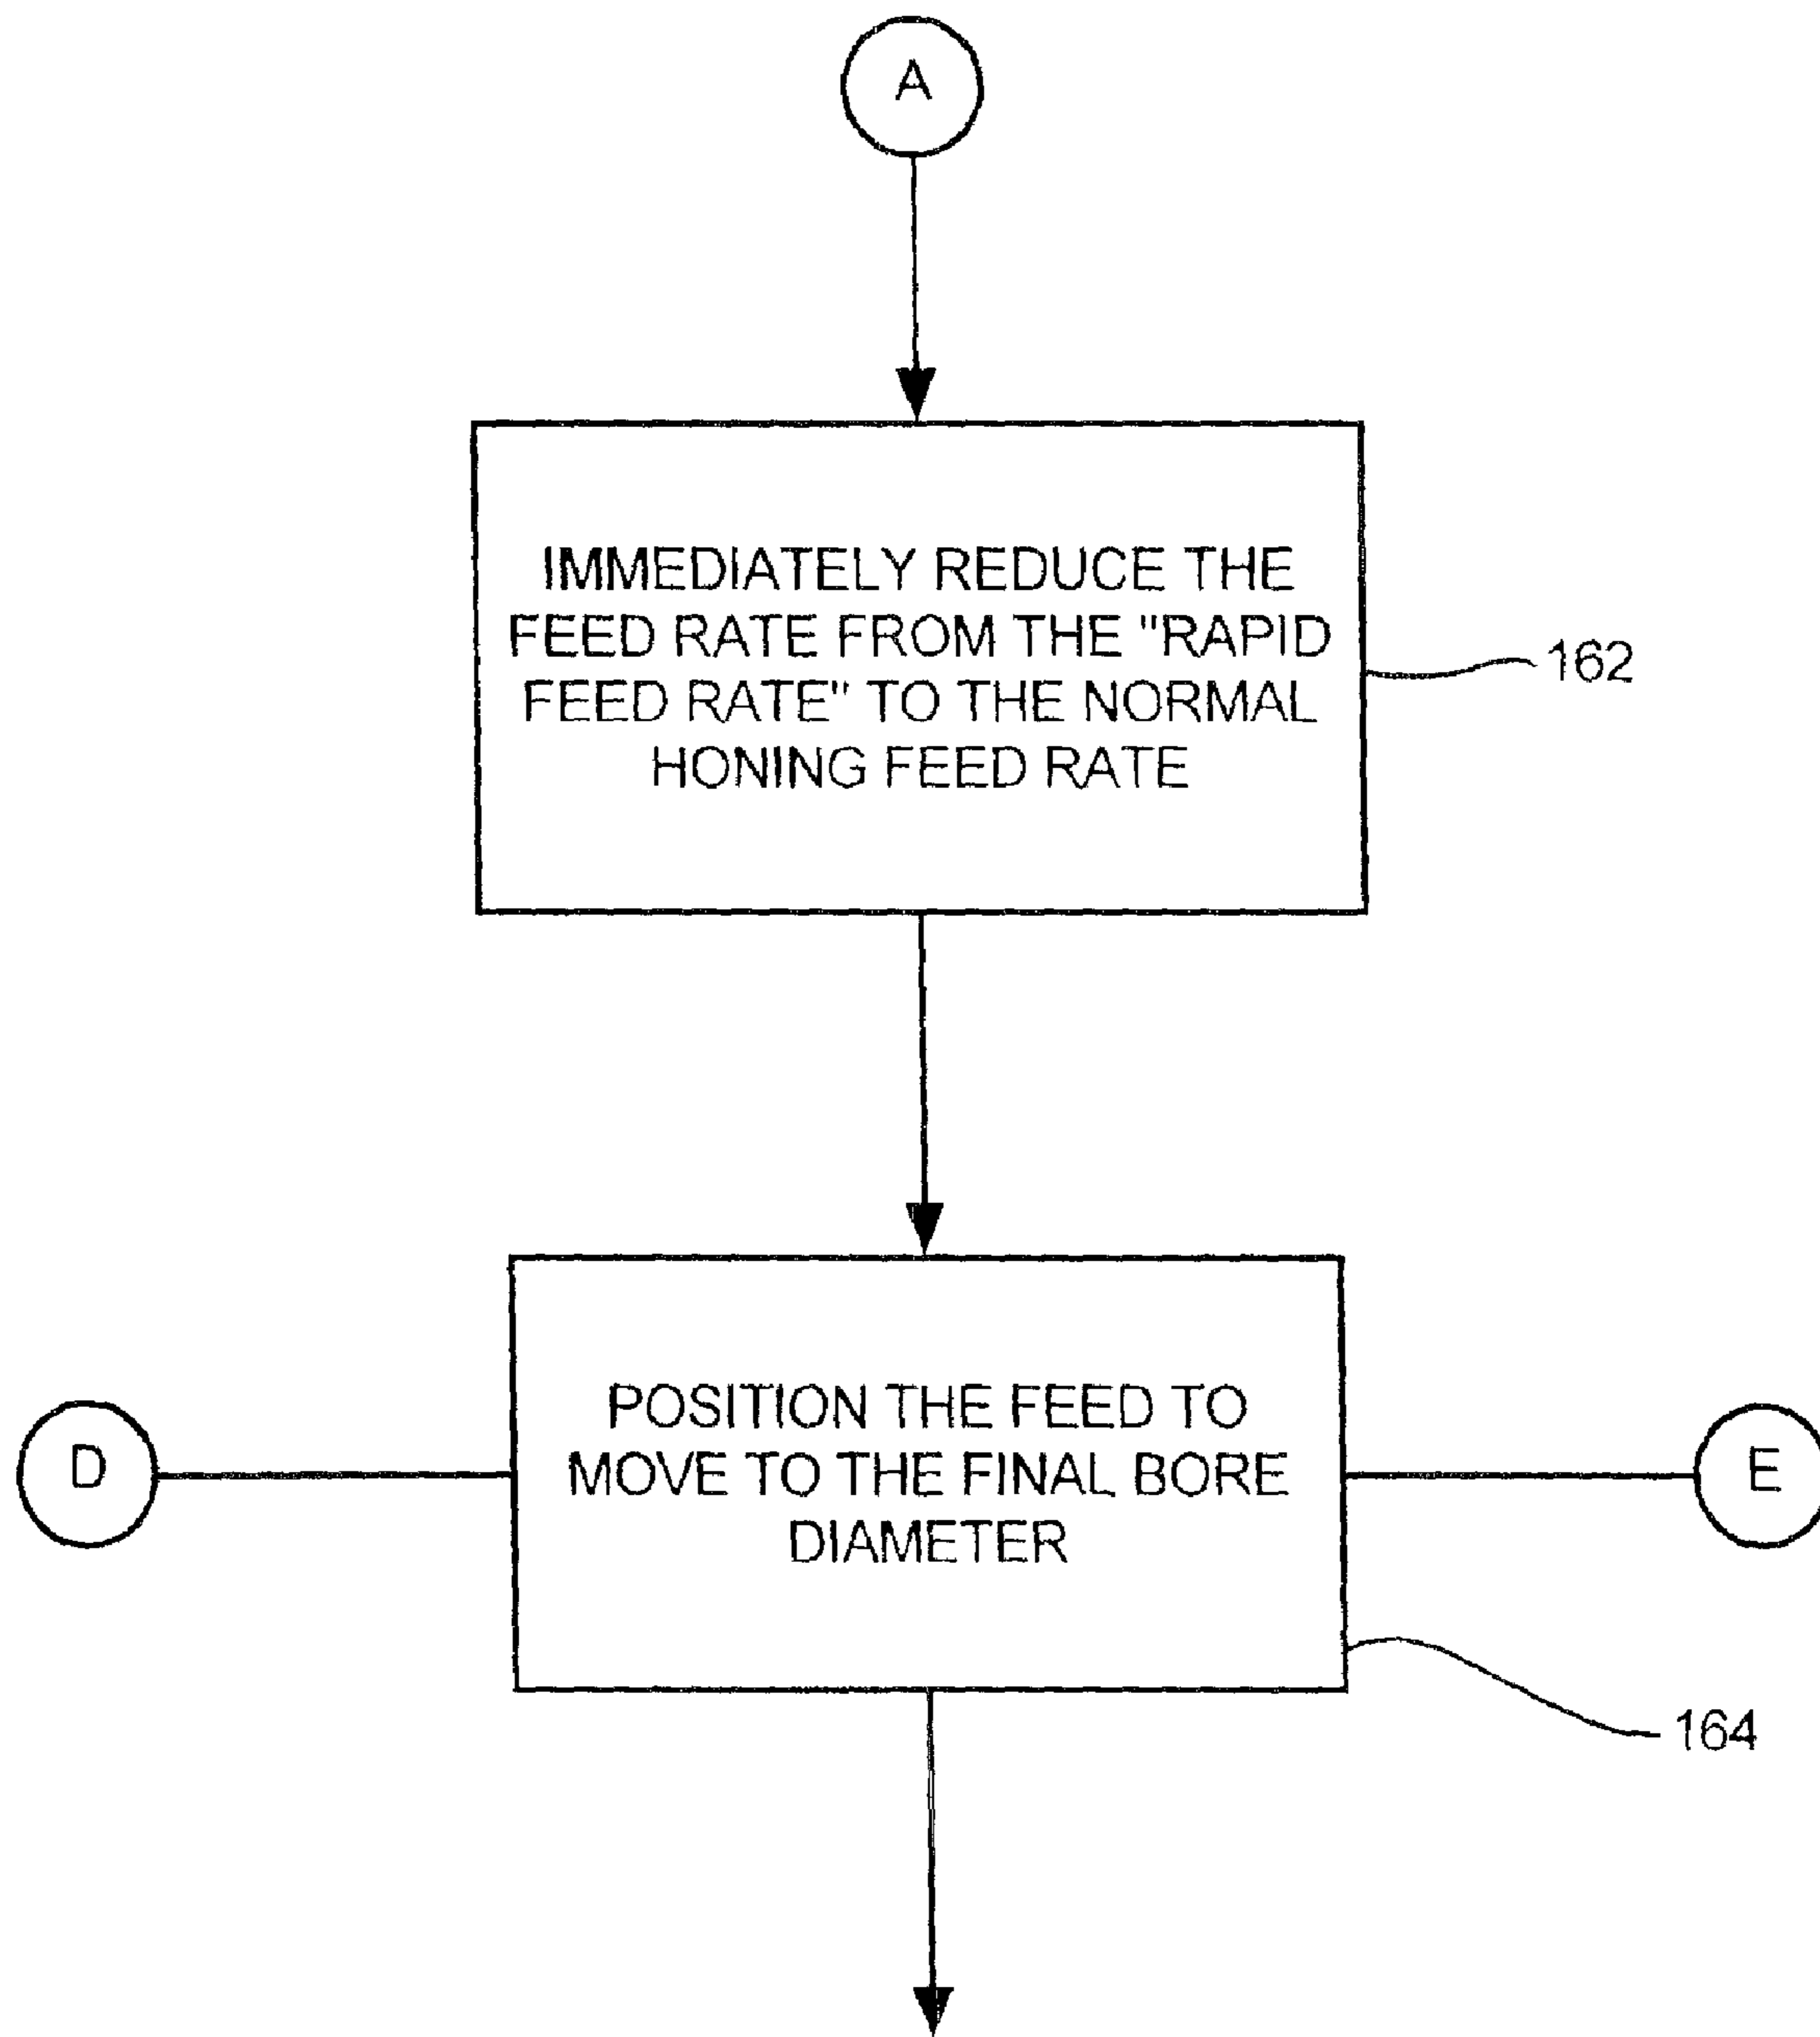 A
IMMEDIATELY REDUCE THE
FEED RATE FROM THE "RAPID
FEED RATE" TO THE NORMAL
HONING FEED RATE
162
POSITION THE FEED TO
MOVE TO THE FINAL BORE
DIAMETER
D
E
164